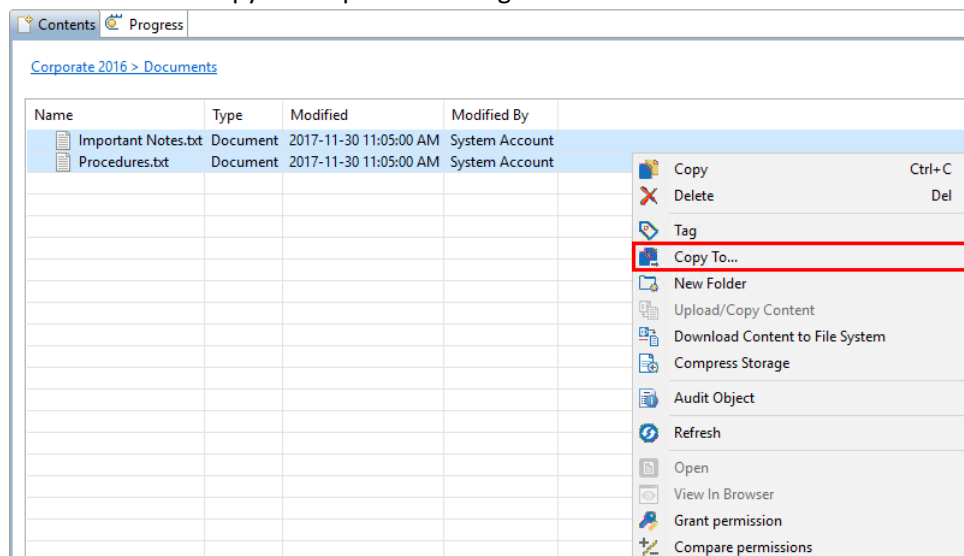 Contents Progress
Corporate 2016 > Documents
Name Type Modified Modified By
Important Notes.txt Document 2017-11-30 11:05:00 AM System Account
Procedures.txt Document 2017-11-30 11:05:00 AM System Account
Copy Ctrl+C
Delete Del
Tag
Copy To...
New Folder
Upload/Copy Content
Download Content to File System
Compress Storage
Audit Object
Refresh
Open
View In Browser
Grant permission
Compare permissions